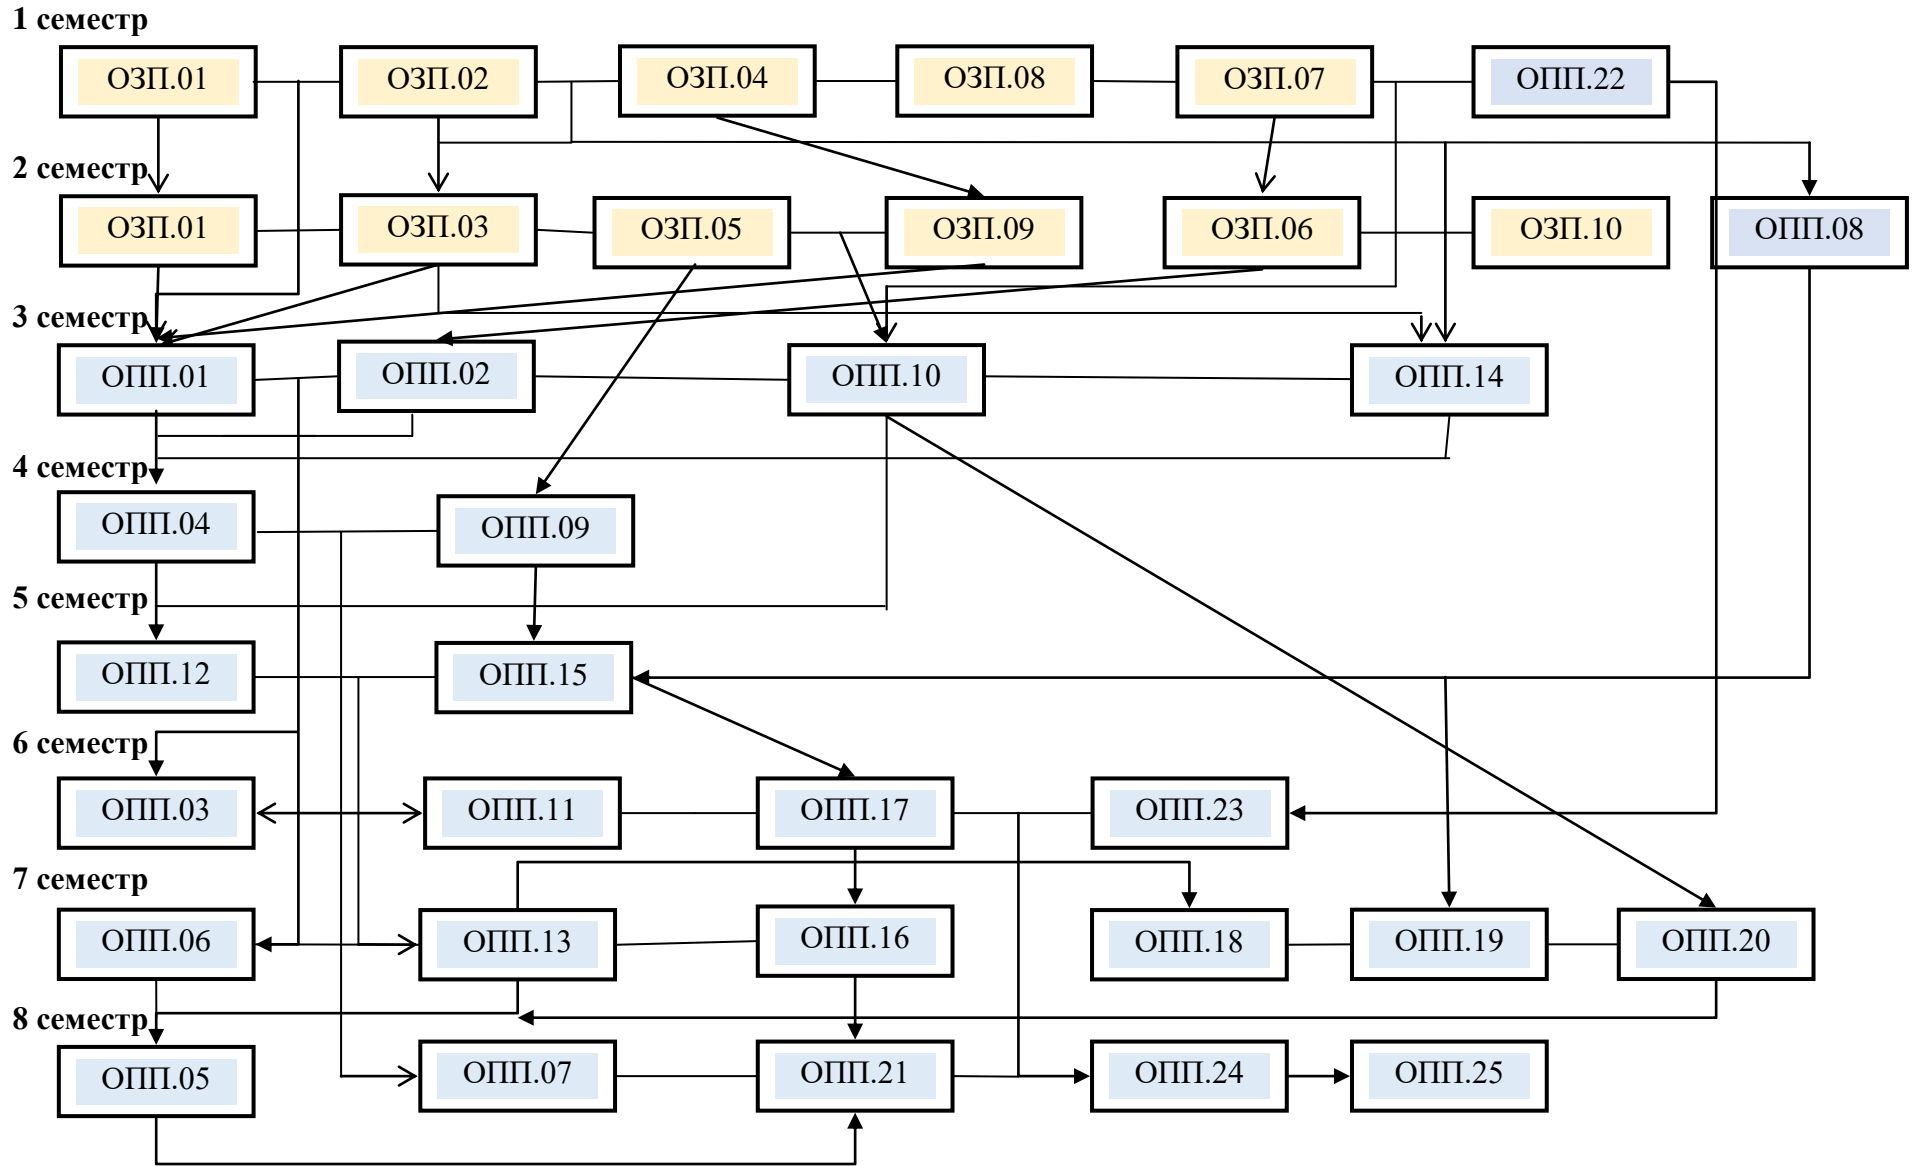 1 семестр
ОЗП.01 ОЗП.02 ОЗП.04 ОЗП.08 ОЗП.07 ОПП.22
2 семестр
ОЗП.01 ОЗП.03 ОЗП.05 ОЗП.09 ОЗП.06 ОЗП.10 ОПП.08
3 семестр
ОПП.01 ОПП.02 ОПП.10 ОПП.14
4 семестр
ОПП.04 ОПП.09
5 семестр
ОПП.12 ОПП.15
6 семестр
ОПП.03 ОПП.11 ОПП.17 ОПП.23
7 семестр
ОПП.06 ОПП.13 ОПП.16 ОПП.18 ОПП.19 ОПП.20
8 семестр
ОПП.05 ОПП.07 ОПП.21 ОПП.24 ОПП.25